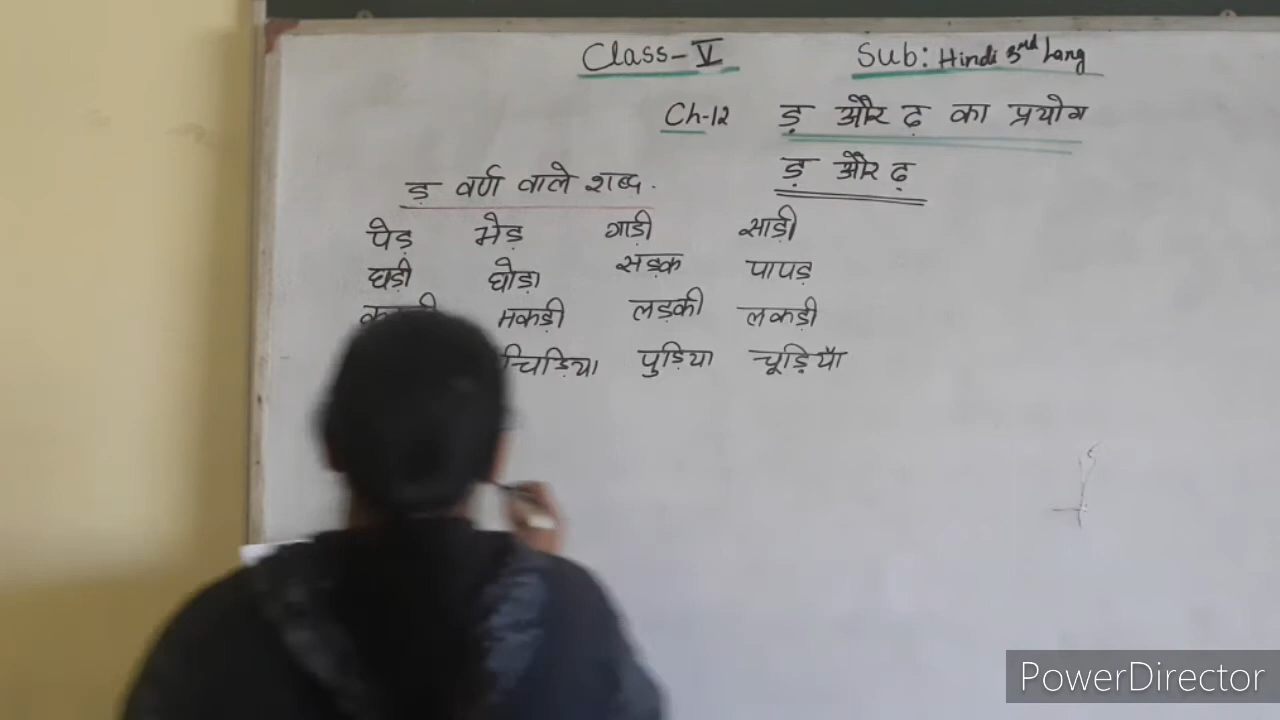 Class-V Sub: Hindi 3rd Lang
Ch-12 ड़ और ढ़ का प्रयोग
ड़ और ढ़
ड़ वर्ण वाले शब्द.
पेड़ भेड़ गाड़ी साड़ी
घड़ी घोड़ा सड़क पापड़
मकड़ी लड़की लकड़ी
चिड़िया पुड़िया चूड़ियाँ
PowerDirector